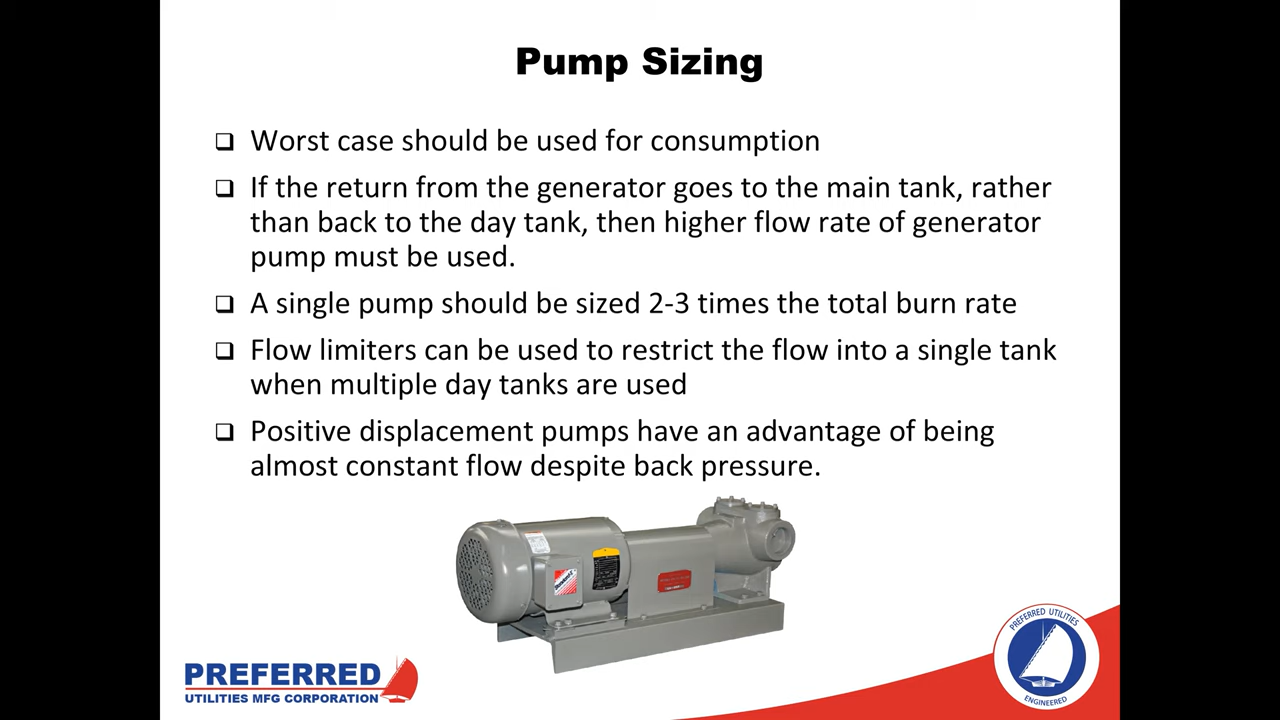 Pump Sizing
❑ Worst case should be used for consumption
❑ If the return from the generator goes to the main tank, rather
than back to the day tank, then higher flow rate of generator
pump must be used.
❑ A single pump should be sized 2-3 times the total burn rate
❑ Flow limiters can be used to restrict the flow into a single tank
when multiple day tanks are used
❑ Positive displacement pumps have an advantage of being
almost constant flow despite back pressure.
PREFERRED
UTILITIES MFG CORPORATION
PREFERRED UTILITIES
ENGINEERED